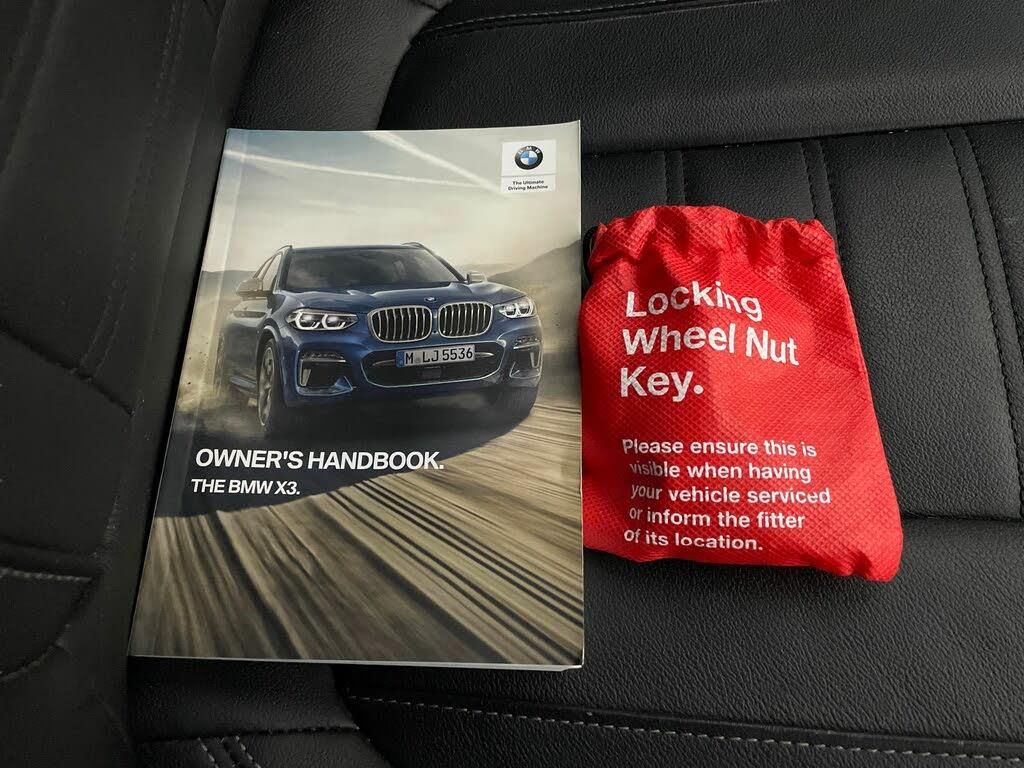 BMW
The Ultimate
Driving Machine
M LJ 5536
OWNER'S HANDBOOK.
THE BMW X3.
Locking
Wheel Nut
Key.
Please ensure this is
visible when having
your vehicle serviced
or inform the fitter
of its location.